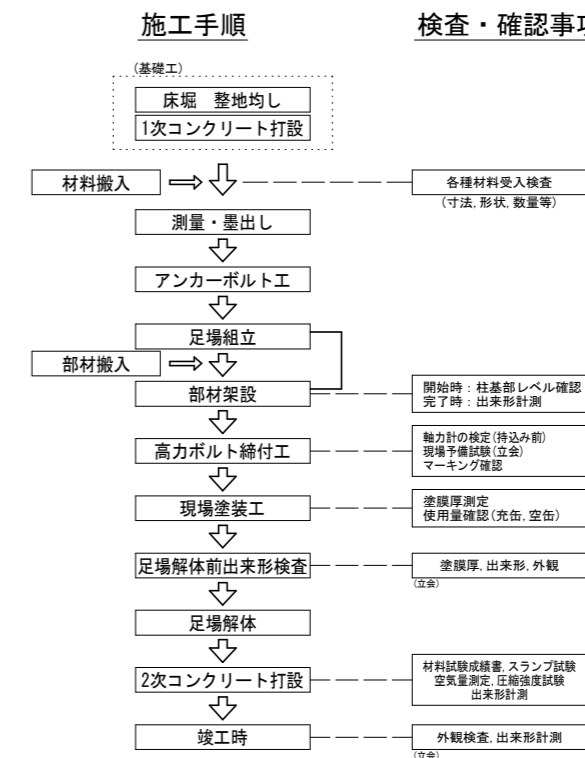 施工手順
検査・確認事項
(基礎工)
床堀　整地均し
1次コンクリート打設
材料搬入
各種材料受入検査
(寸法,形状,数量等)
測量・墨出し
アンカーボルト工
足場組立
部材搬入
部材架設
開始時：柱基部レベル確認
完了時：出来形計測
高力ボルト締付工
軸力計の検定(持込み前)
現場予備試験(立会)
マーキング確認
現場塗装工
塗膜厚測定
使用量確認(充缶,空缶)
足場解体前出来形検査
塗膜厚,出来形,外観
(立会)
足場解体
2次コンクリート打設
材料試験成績書,スランプ試験
空気量測定,圧縮強度試験
出来形計測
竣工時
外観検査,出来形計測
(立会)